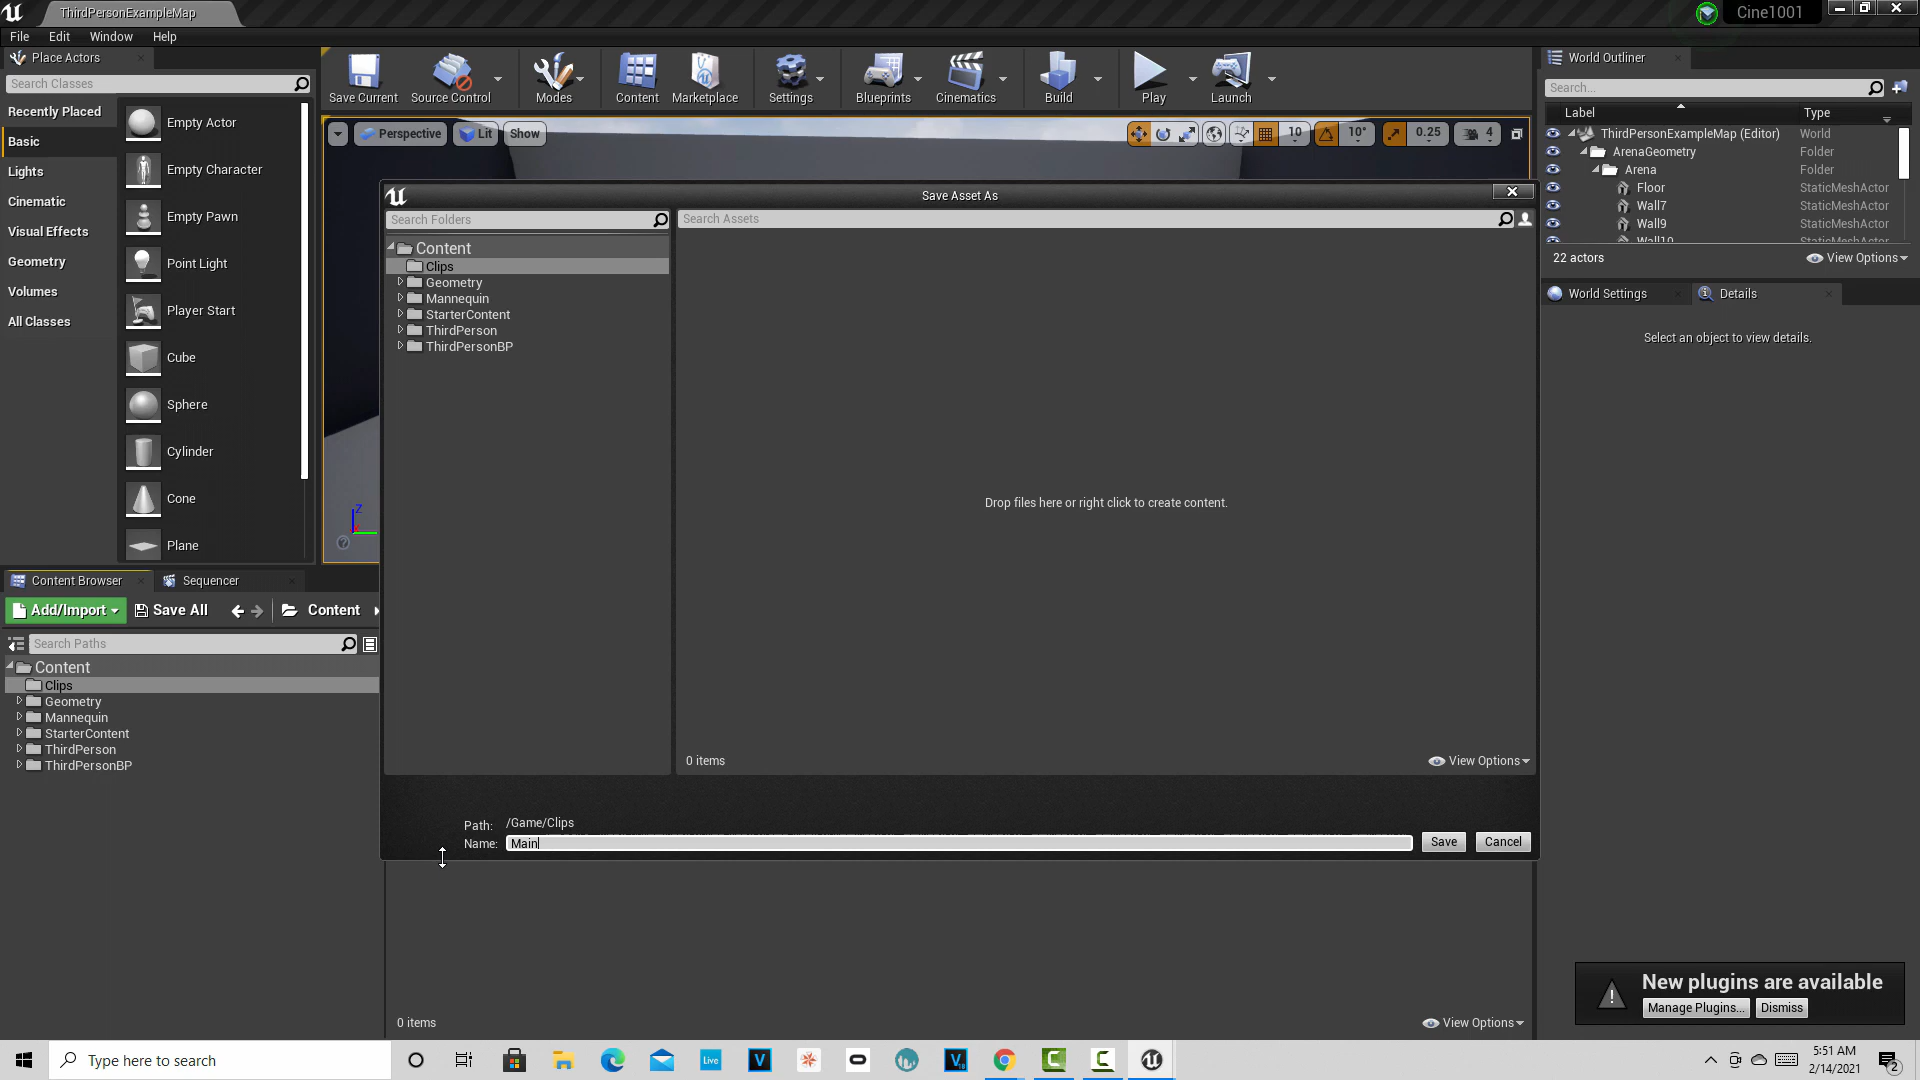 ThirdPersonExampleMap
Cine1001
File Edit Window Help
Place Actors
Search Classes
Recently Placed
Basic
Lights
Cinematic
Visual Effects
Geometry
Volumes
All Classes
Empty Actor
Empty Character
Empty Pawn
Point Light
Player Start
Cube
Sphere
Cylinder
Cone
Plane
Save Current
Source Control
Modes
Content
Marketplace
Settings
Blueprints
Cinematics
Build
Play
Launch
Perspective
Lit
Show
10
10°
0.25
4
World Outliner
Search...
Label Type
ThirdPersonExampleMap (Editor) World
ArenaGeometry Folder
Arena Folder
Floor StaticMeshActor
Wall7 StaticMeshActor
Wall9 StaticMeshActor
Wall10 StaticMeshActor
22 actors
View Options
World Settings
Details
Select an object to view details.
Save Asset As
Search Folders
Search Assets
Content
Clips
Geometry
Mannequin
StarterContent
ThirdPerson
ThirdPersonBP
Drop files here or right click to create content.
0 items
View Options
Path: /Game/Clips
Name: Main
Save
Cancel
Z
Content Browser
Sequencer
Add/Import
Save All
Content
Search Paths
Content
Clips
Geometry
Mannequin
StarterContent
ThirdPerson
ThirdPersonBP
0 items
View Options
New plugins are available
Manage Plugins...
Dismiss
Type here to search
Live
V
V
5:51 AM
2/14/2021
2